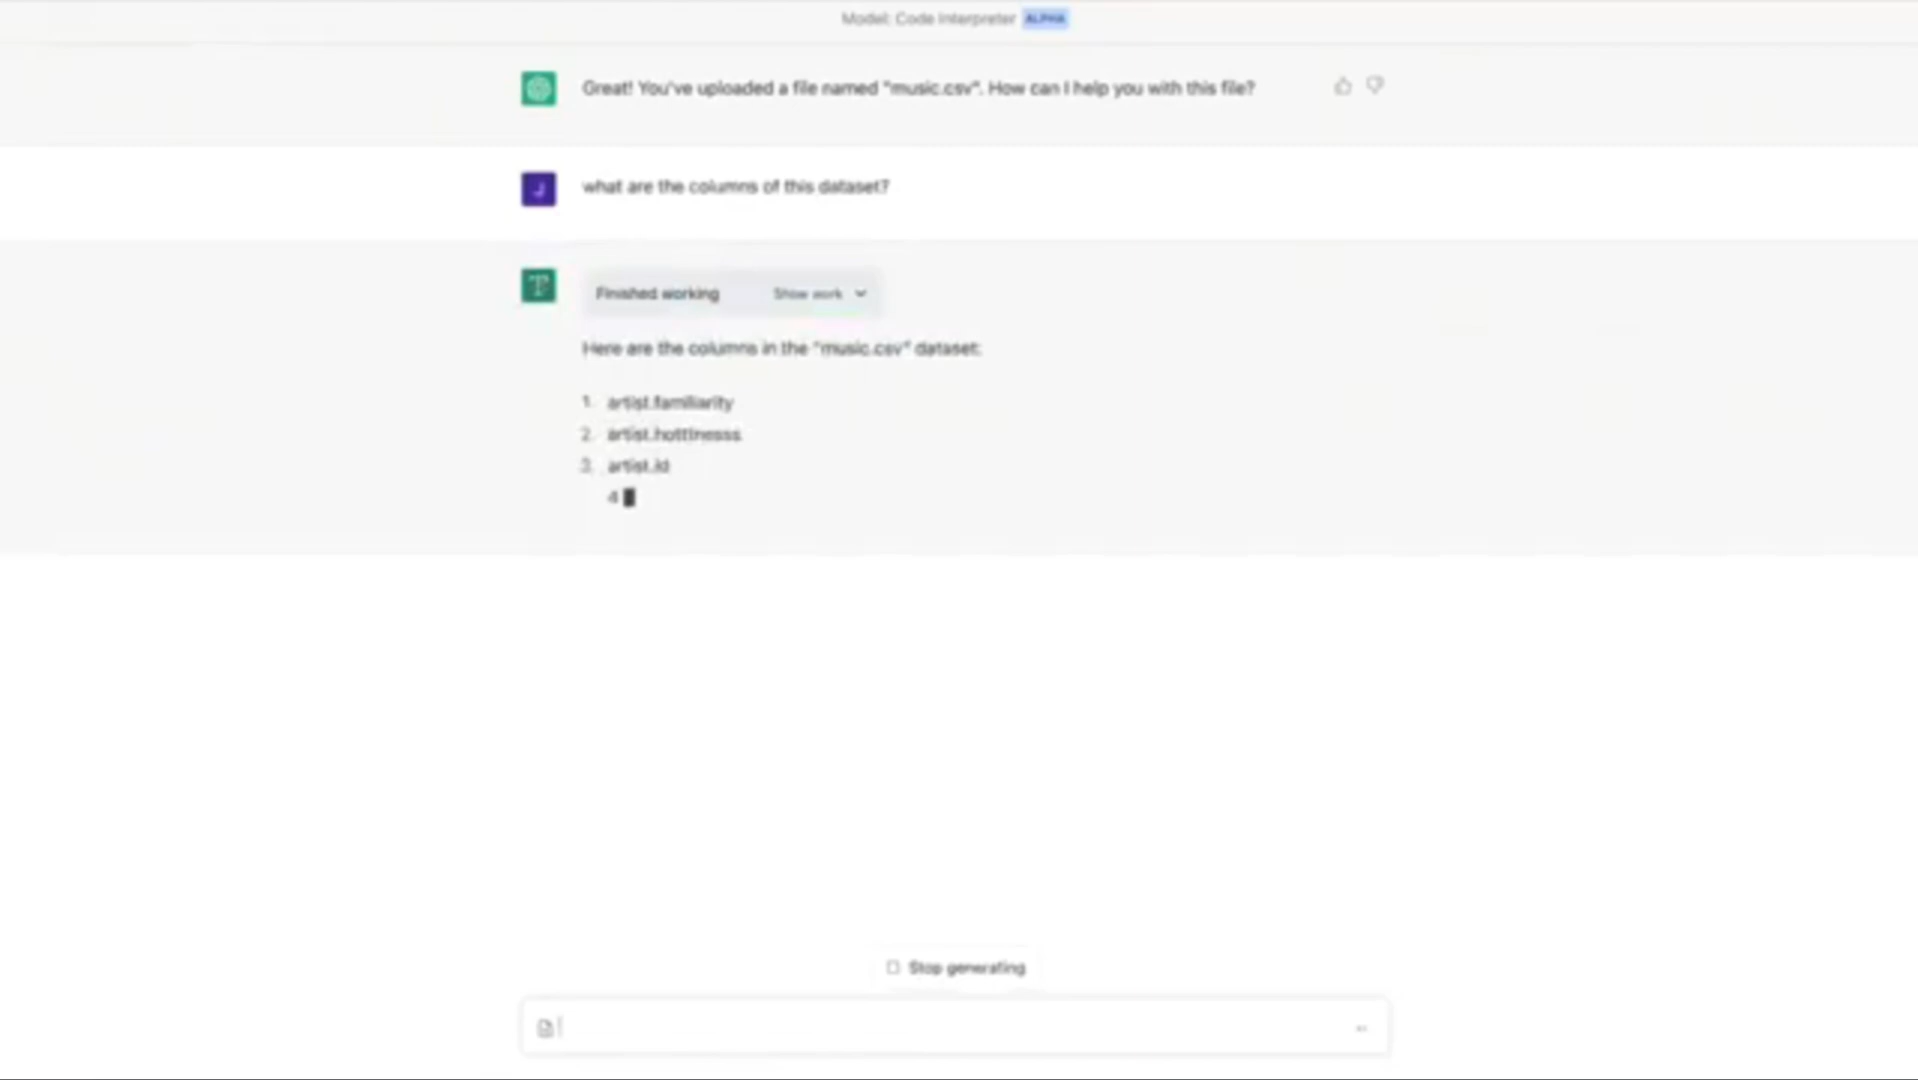 Model: Code Interpreter ALPHA
Great! You've uploaded a file named "music.csv". How can I help you with this file?
J
what are the columns of this dataset?
Finished working Show work
Here are the columns in the "music.csv" dataset:
1. artist.familiarity
2. artist.hottinesss
3. artist.id
4
Stop generating